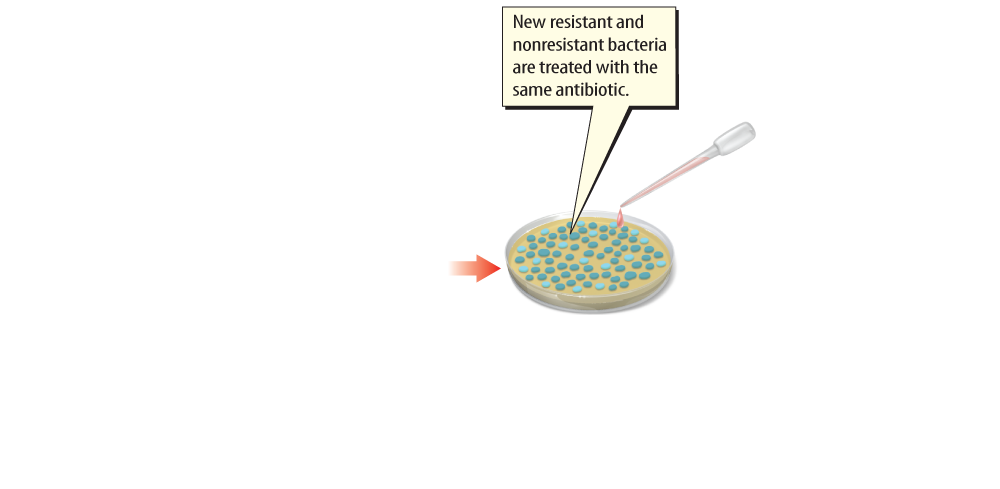 New resistant and
nonresistant bacteria
are treated with the
same antibiotic.